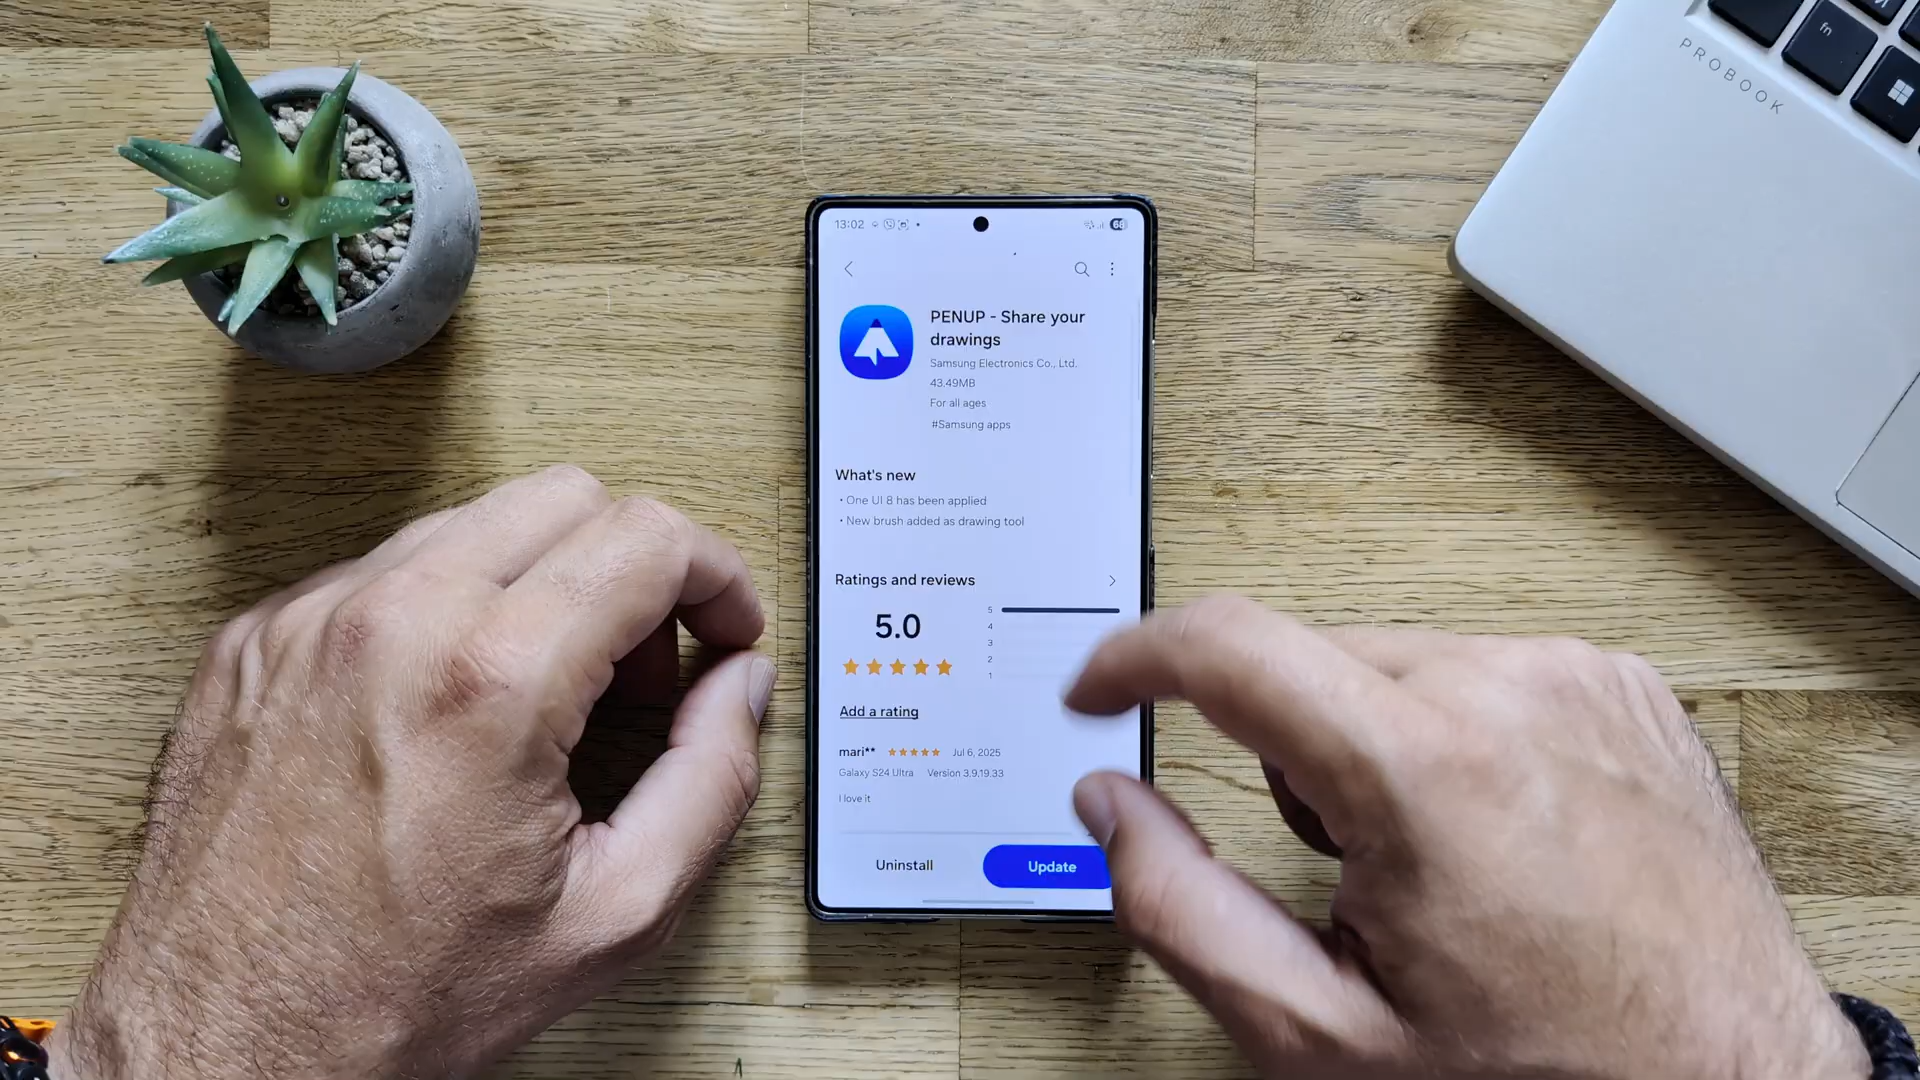 fn
PROBOOK
13:02
66
PENUP - Share your
drawings
Samsung Electronics Co., Ltd.
43.49MB
For all ages
#Samsung apps
What's new
• One UI 8 has been applied
• New brush added as drawing tool
Ratings and reviews
5.0
5
4
3
2
1
Add a rating
mari** Jul 6, 2025
Galaxy S24 Ultra Version 3.9.19.33
I love it
Uninstall
Update